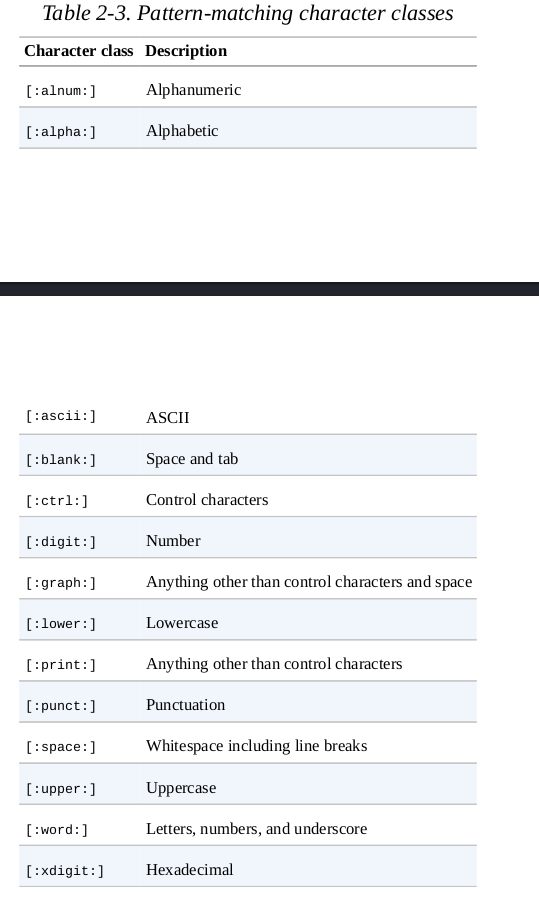 Table 2-3. Pattern-matching character classes
Character class Description
[:alnum:] Alphanumeric
[:alpha:] Alphabetic
[:ascii:] ASCII
[:blank:] Space and tab
[:ctrl:] Control characters
[:digit:] Number
[:graph:] Anything other than control characters and space
[:lower:] Lowercase
[:print:] Anything other than control characters
[:punct:] Punctuation
[:space:] Whitespace including line breaks
[:upper:] Uppercase
[:word:] Letters, numbers, and underscore
[:xdigit:] Hexadecimal